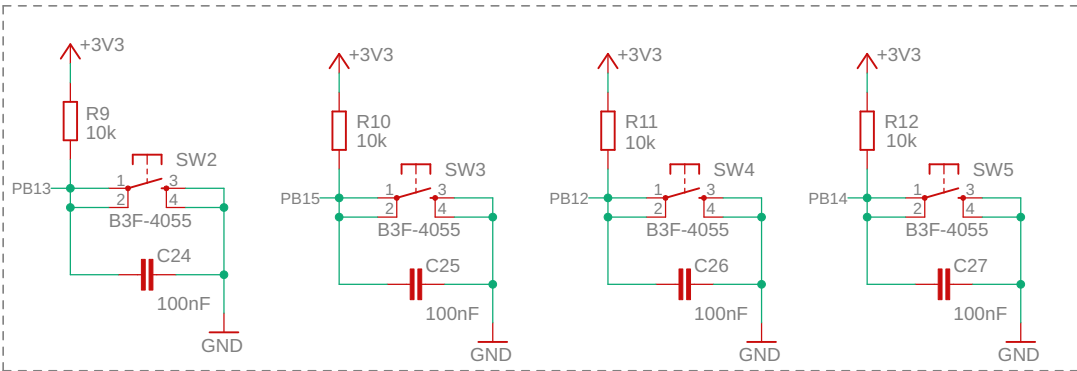 +3V3
R9
10k
SW2
PB13
1
3
2
4
B3F-4055
C24
100nF
GND
+3V3
R10
10k
SW3
PB15
1
3
2
4
B3F-4055
C25
100nF
GND
+3V3
R11
10k
SW4
PB12
1
3
2
4
B3F-4055
C26
100nF
GND
+3V3
R12
10k
SW5
PB14
1
3
2
4
B3F-4055
C27
100nF
GND